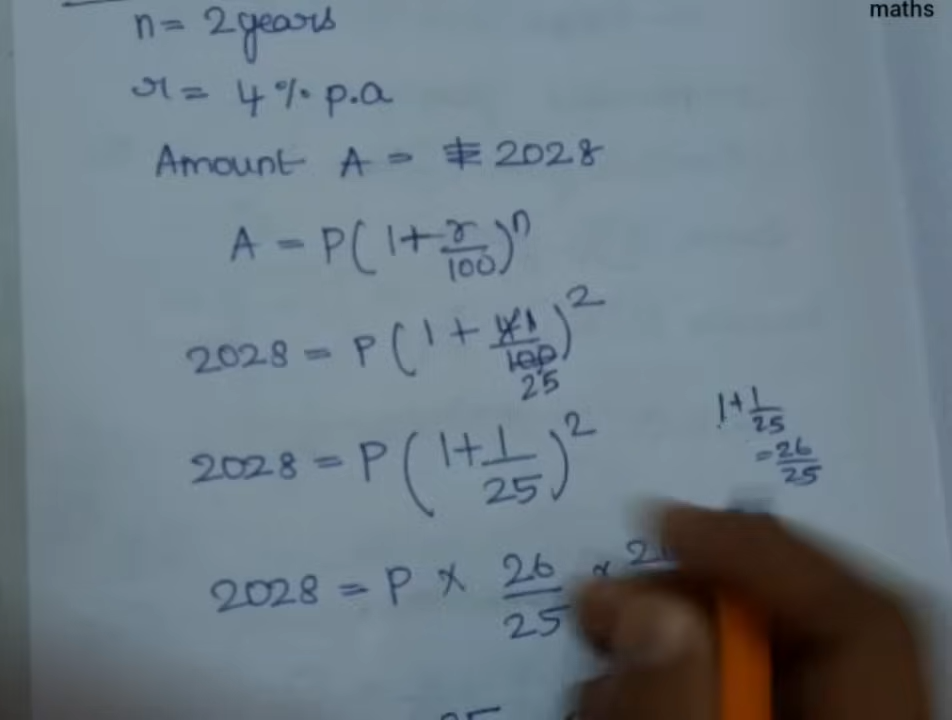 maths
n = 2 years
r = 4% p.a
Amount A = ₹ 2028
A = P(1+r/100)^n
2028 = P(1+41/100 25)^2
2028 = P(1+1/25)^2
1+1/25
=26/25
2028 = P × 26/25 ×